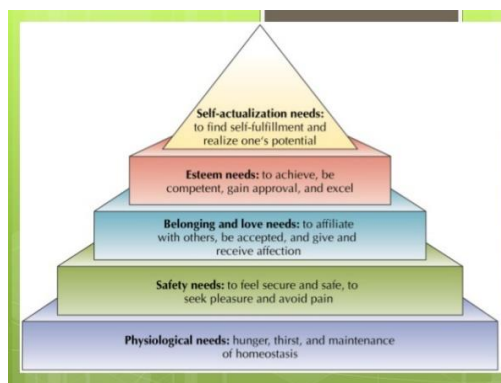 Self-actualization needs:
to find self-fulfillment and
realize one's potential
Esteem needs: to achieve, be
competent, gain approval, and excel
Belonging and love needs: to affiliate
with others, be accepted, and give and
receive affection
Safety needs: to feel secure and safe, to
seek pleasure and avoid pain
Physiological needs: hunger, thirst, and maintenance
of homeostasis